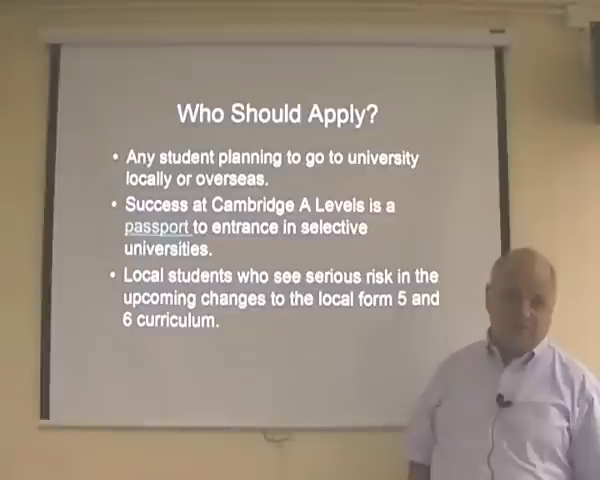 Who Should Apply?
• Any student planning to go to university
locally or overseas.
• Success at Cambridge A Levels is a
passport to entrance in selective
universities.
• Local students who see serious risk in the
upcoming changes to the local form 5 and
6 curriculum.